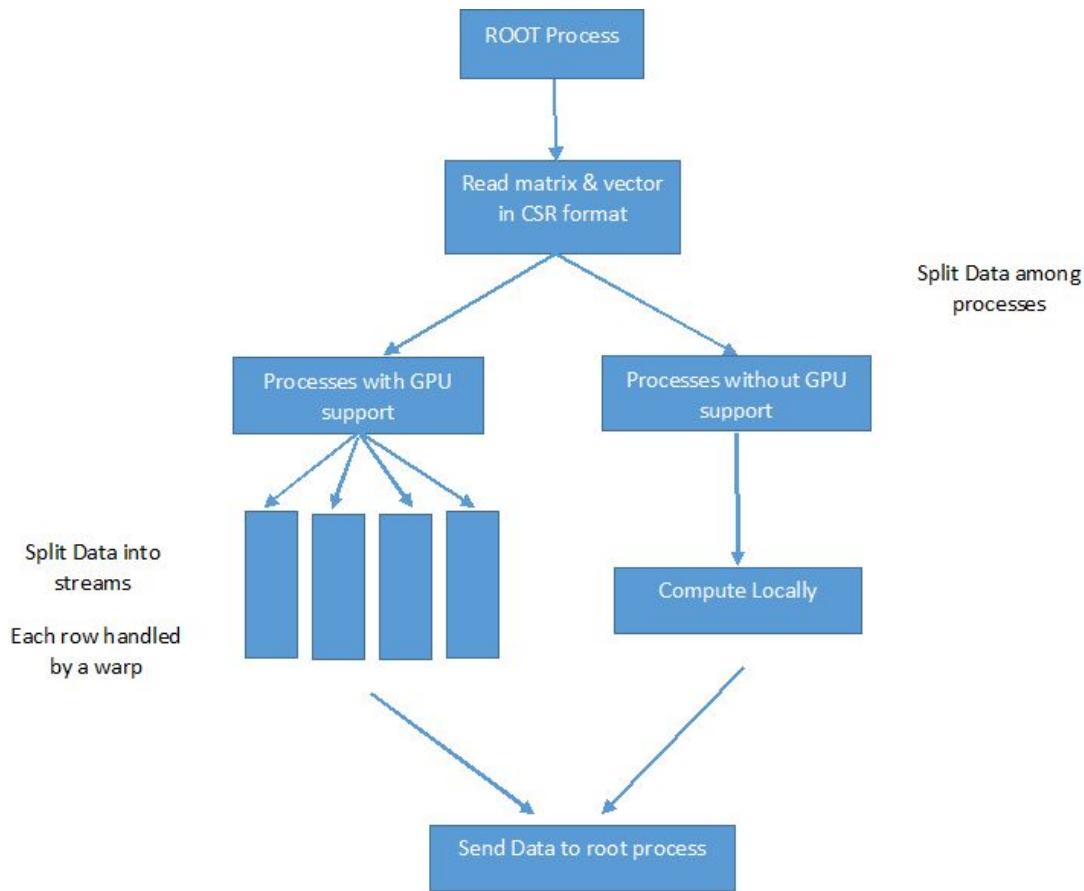 ROOT Process
Read matrix & vector
in CSR format
Split Data among
processes
Processes with GPU
support
Processes without GPU
support
Split Data into
streams
Each row handled
by a warp
Compute Locally
Send Data to root process